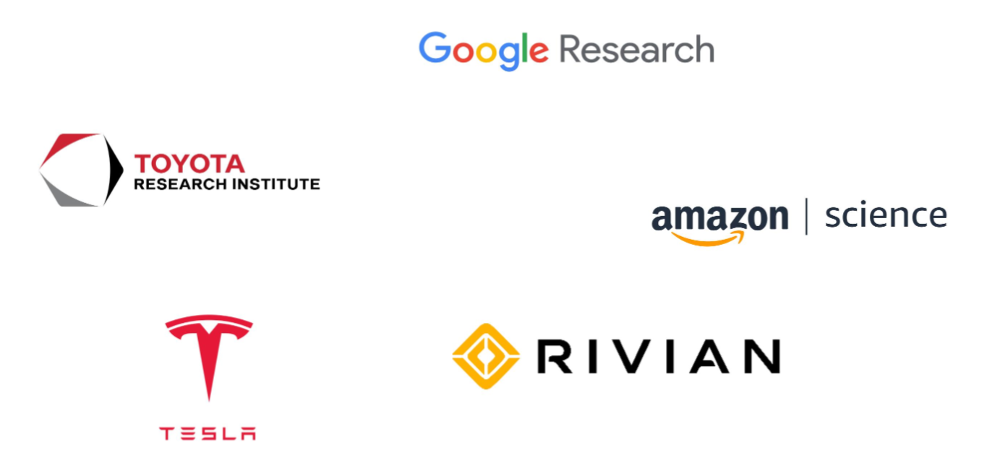 Google Research
TOYOTA
RESEARCH INSTITUTE
amazon | science
TESLA
RIVIAN